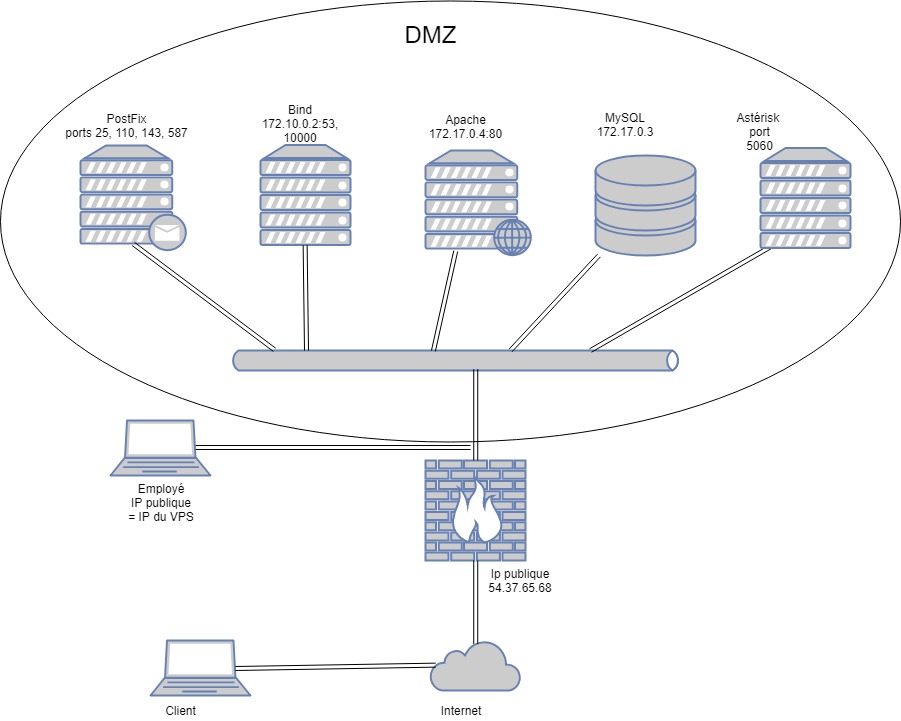 DMZ
PostFix
ports 25, 110, 143, 587
Bind
172.10.0.2:53,
10000
Apache
172.17.0.4:80
MySQL
172.17.0.3
Astérisk
port
5060
Employé
IP publique
= IP du VPS
Ip publique
54.37.65.68
Client
Internet